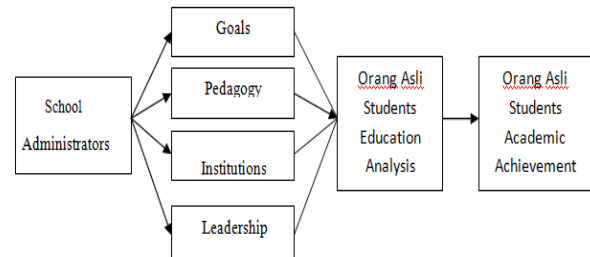 School
Administrators
Goals
Pedagogy
Institutions
Leadership
Orang Asli
Students
Education
Analysis
Orang Asli
Students
Academic
Achievement